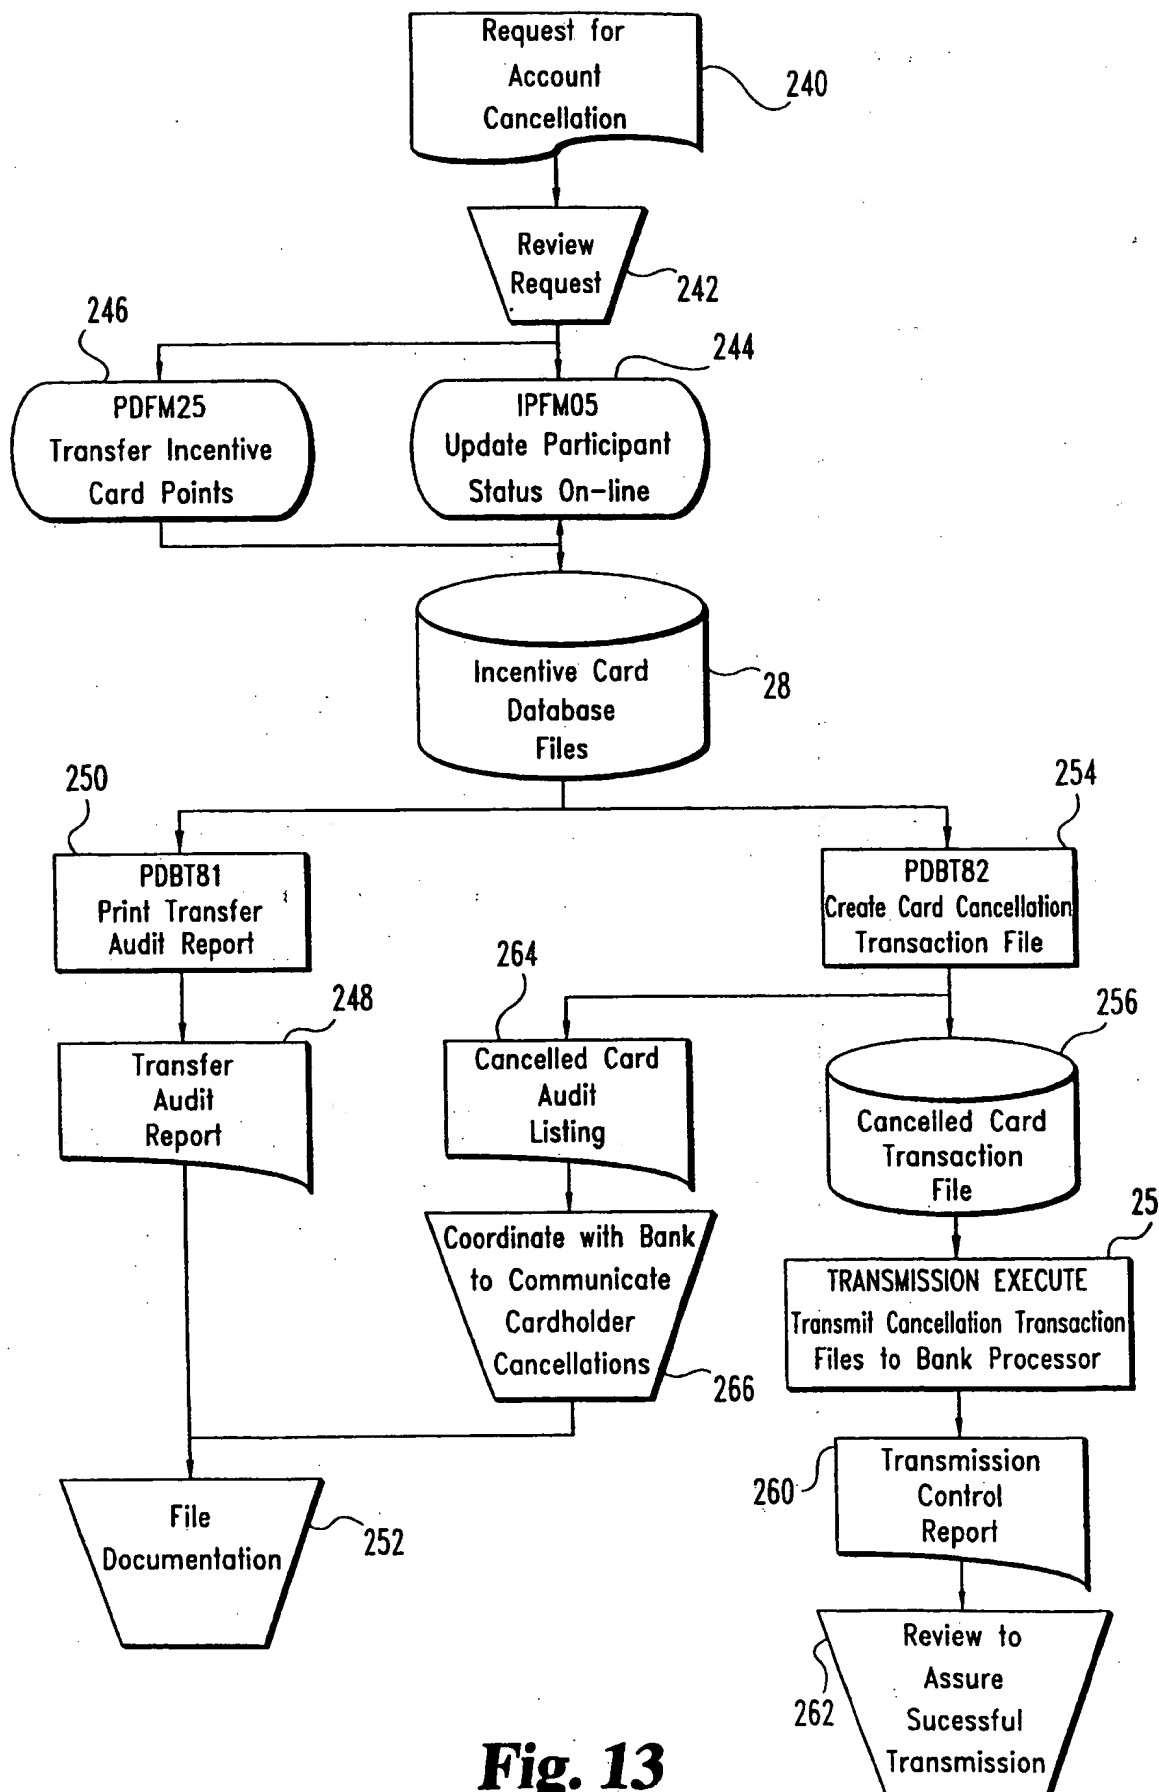 Request for
Account
Cancellation
240
Review
Request
242
246
244
PDFM25
Transfer Incentive
Card Points
IPFM05
Update Participant
Status On-line
Incentive Card
Database
Files
28
250
254
PDBT81
Print Transfer
Audit Report
PDBT82
Create Card Cancellation
Transaction File
264
248
256
Transfer
Audit
Report
Cancelled Card
Audit
Listing
Cancelled Card
Transaction
File
25
Coordinate with Bank
to Communicate
Cardholder
Cancellations
266
TRANSMISSION EXECUTE
Transmit Cancellation Transaction
Files to Bank Processor
260
Transmission
Control
Report
File
Documentation
252
262
Review to
Assure
Sucessful
Transmission
Fig. 13